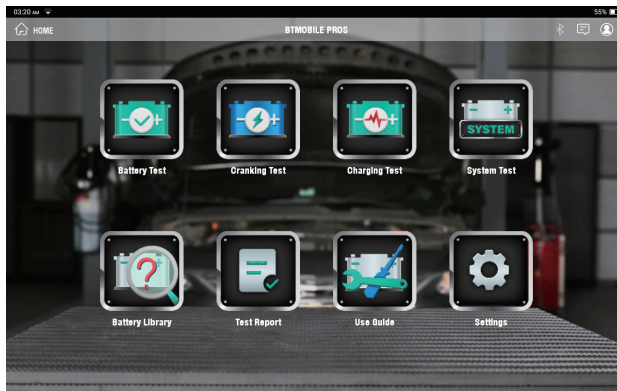 03:20 AM
55%
HOME
BTMOBILE PROS
SYSTEM
Battery Test
Cranking Test
Charging Test
System Test
Battery Library
Test Report
Use Guide
Settings